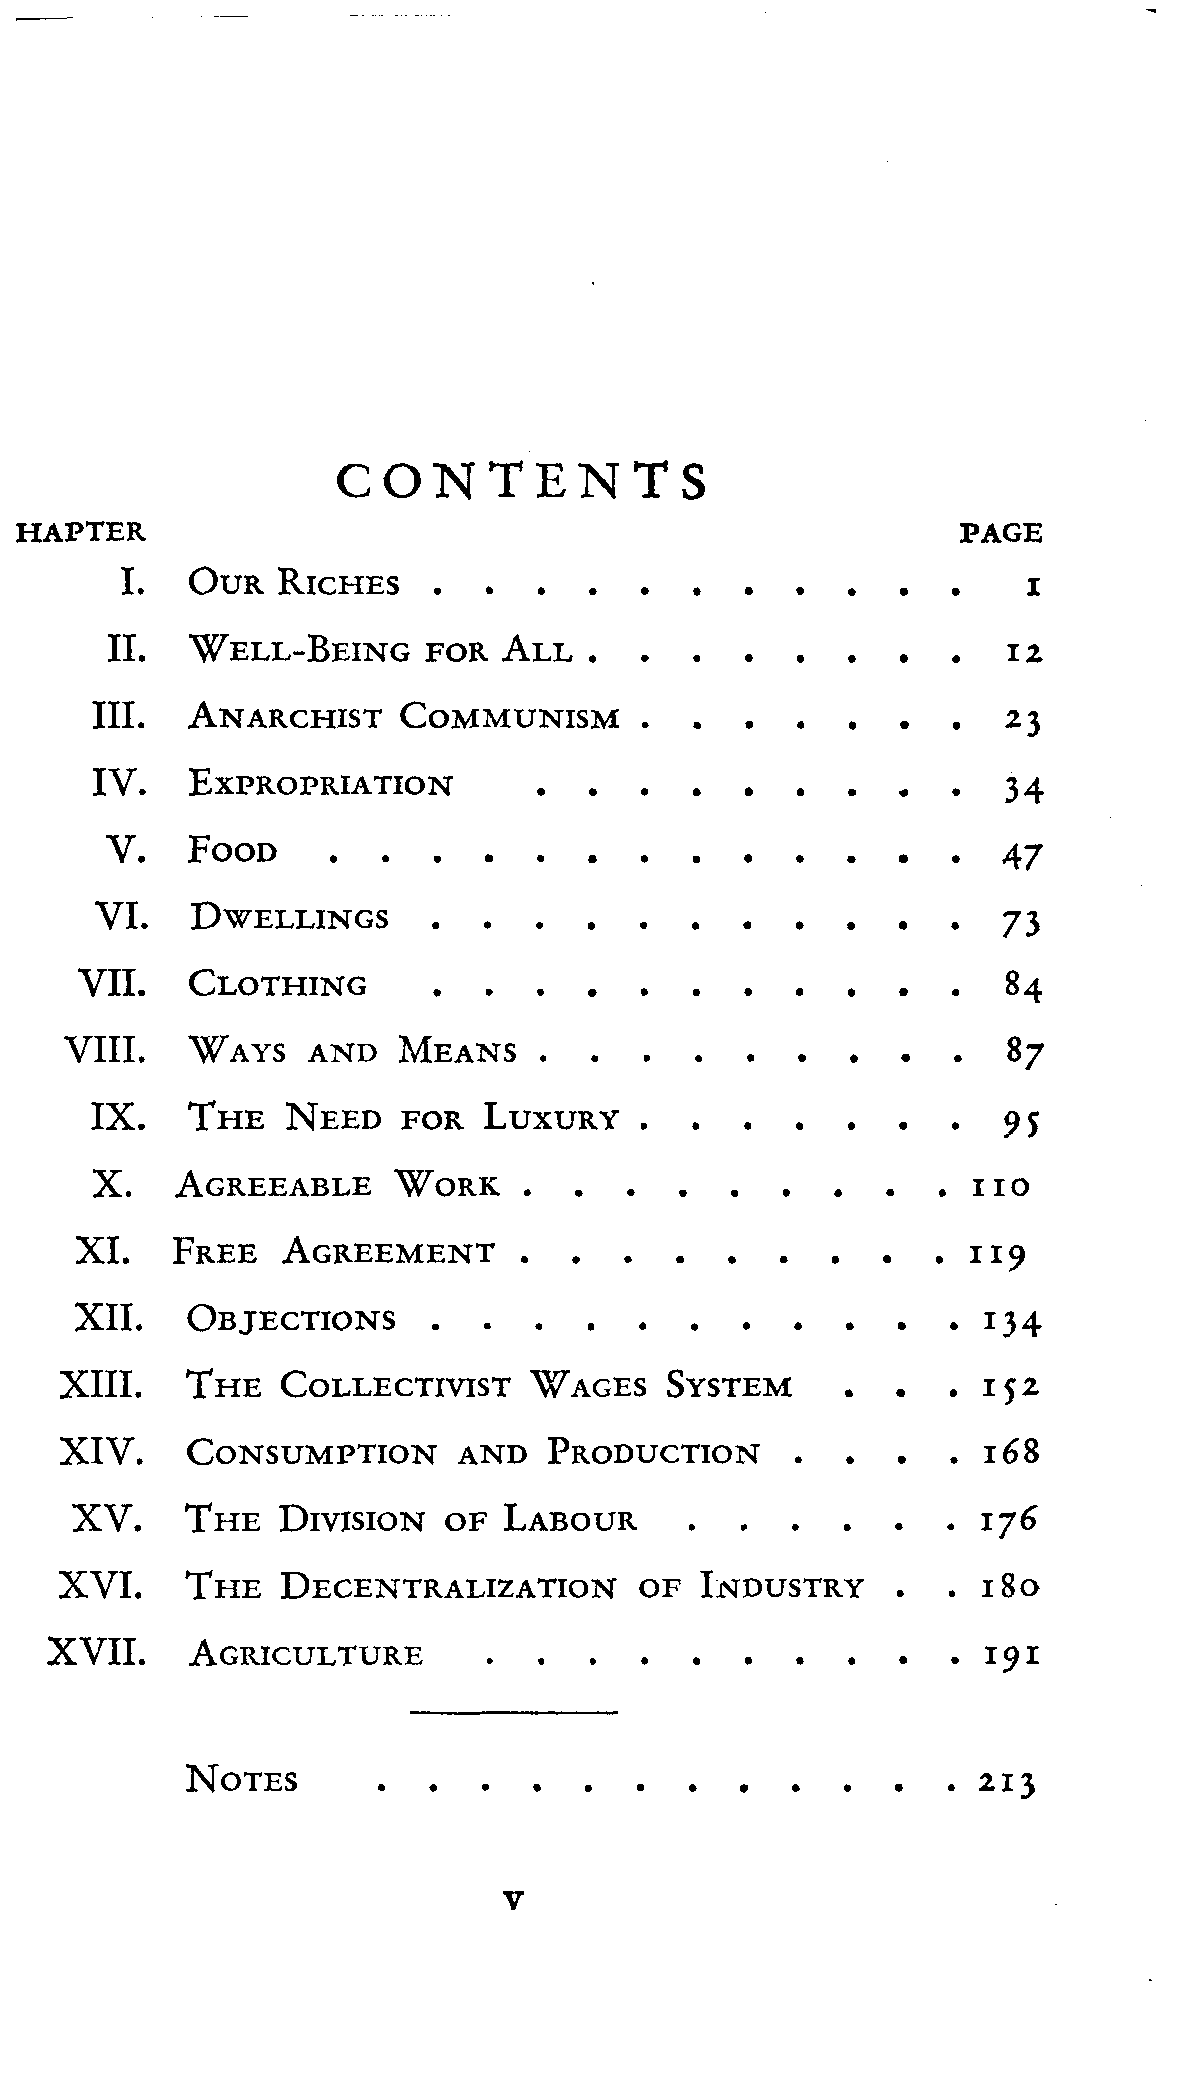 CONTENTS
HAPTER PAGE
I. Our Riches . . . . . . . . . . . 1
II. Well-Being for All . . . . . . . . 12
III. Anarchist Communism . . . . . . . 23
IV. Expropriation . . . . . . . . . 34
V. Food . . . . . . . . . . . . . 47
VI. Dwellings . . . . . . . . . . . 73
VII. Clothing . . . . . . . . . . . 84
VIII. Ways and Means . . . . . . . . . 87
IX. The Need for Luxury . . . . . . . 95
X. Agreeable Work . . . . . . . . . 110
XI. Free Agreement . . . . . . . . . 119
XII. Objections . . . . . . . . . . . 134
XIII. The Collectivist Wages System . . . 152
XIV. Consumption and Production . . . . 168
XV. The Division of Labour . . . . . . 176
XVI. The Decentralization of Industry . . 180
XVII. Agriculture . . . . . . . . . . 191
Notes . . . . . . . . . . . . 213
v